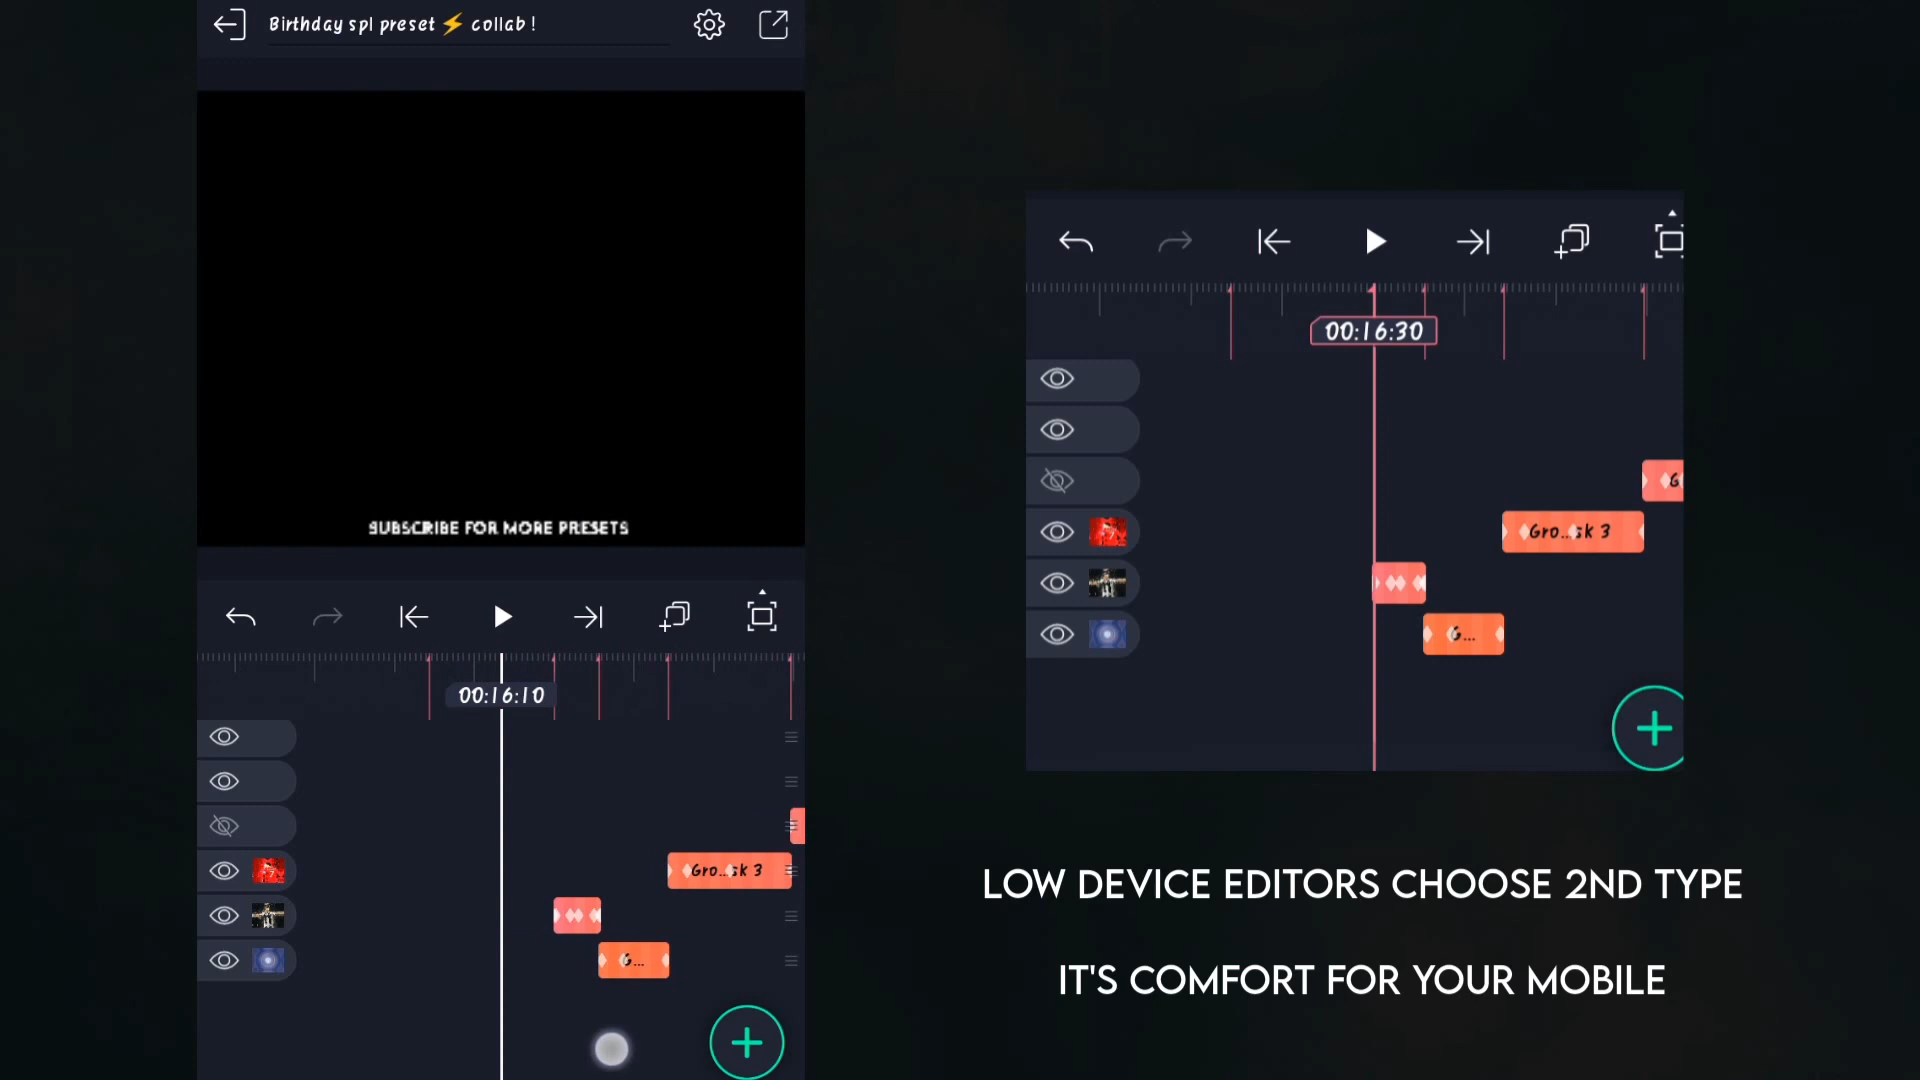 Birthday spl preset ⚡ collab !
SUBSCRIBE FOR MORE PRESETS
00:16:10
Gro...sk 3
G...
00:16:30
G
Gro...sk 3
G...
LOW DEVICE EDITORS CHOOSE 2ND TYPE
IT'S COMFORT FOR YOUR MOBILE